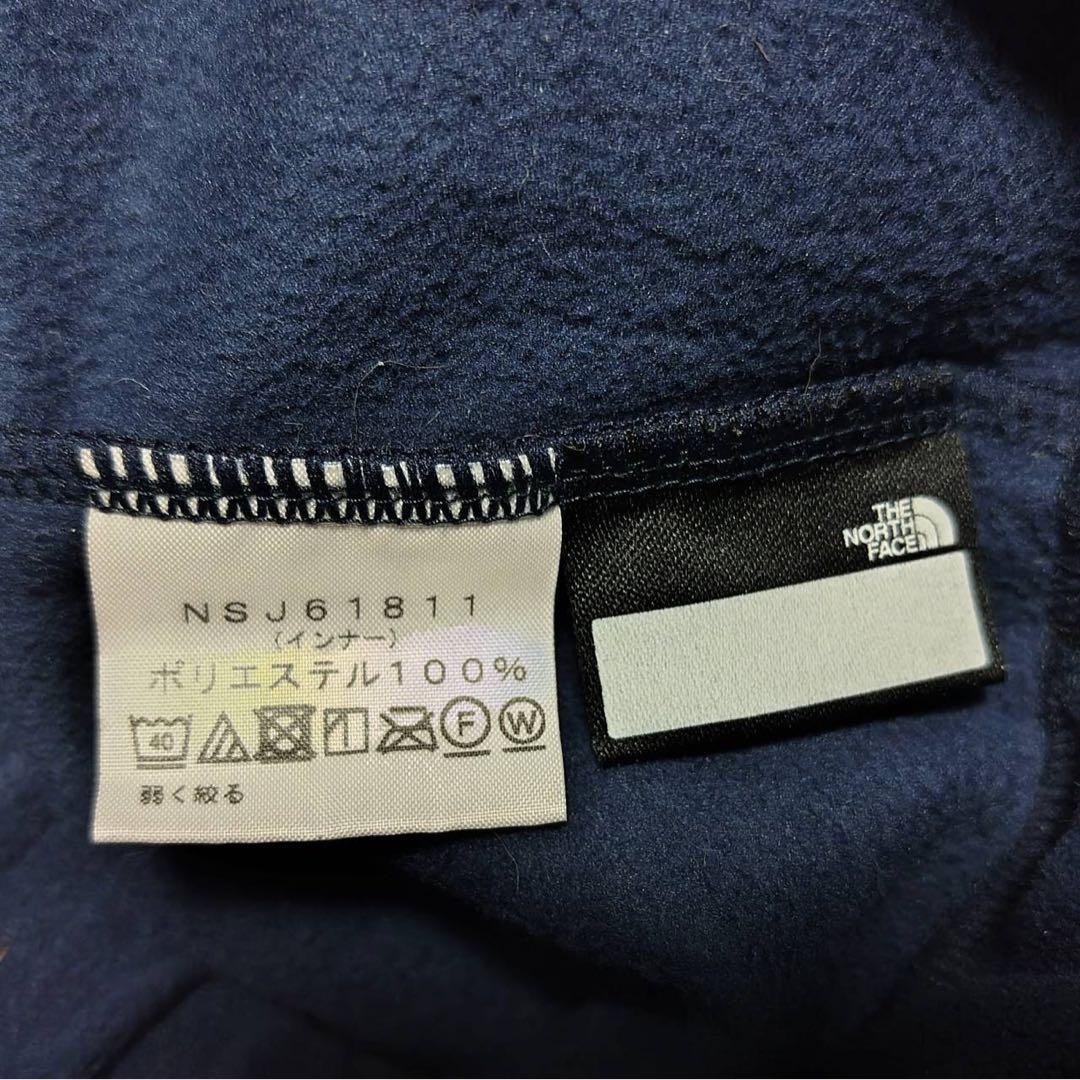 NSJ61811
(インナー)
ポリエステル100%
40
F
W
弱く絞る
THE
NORTH
FACE